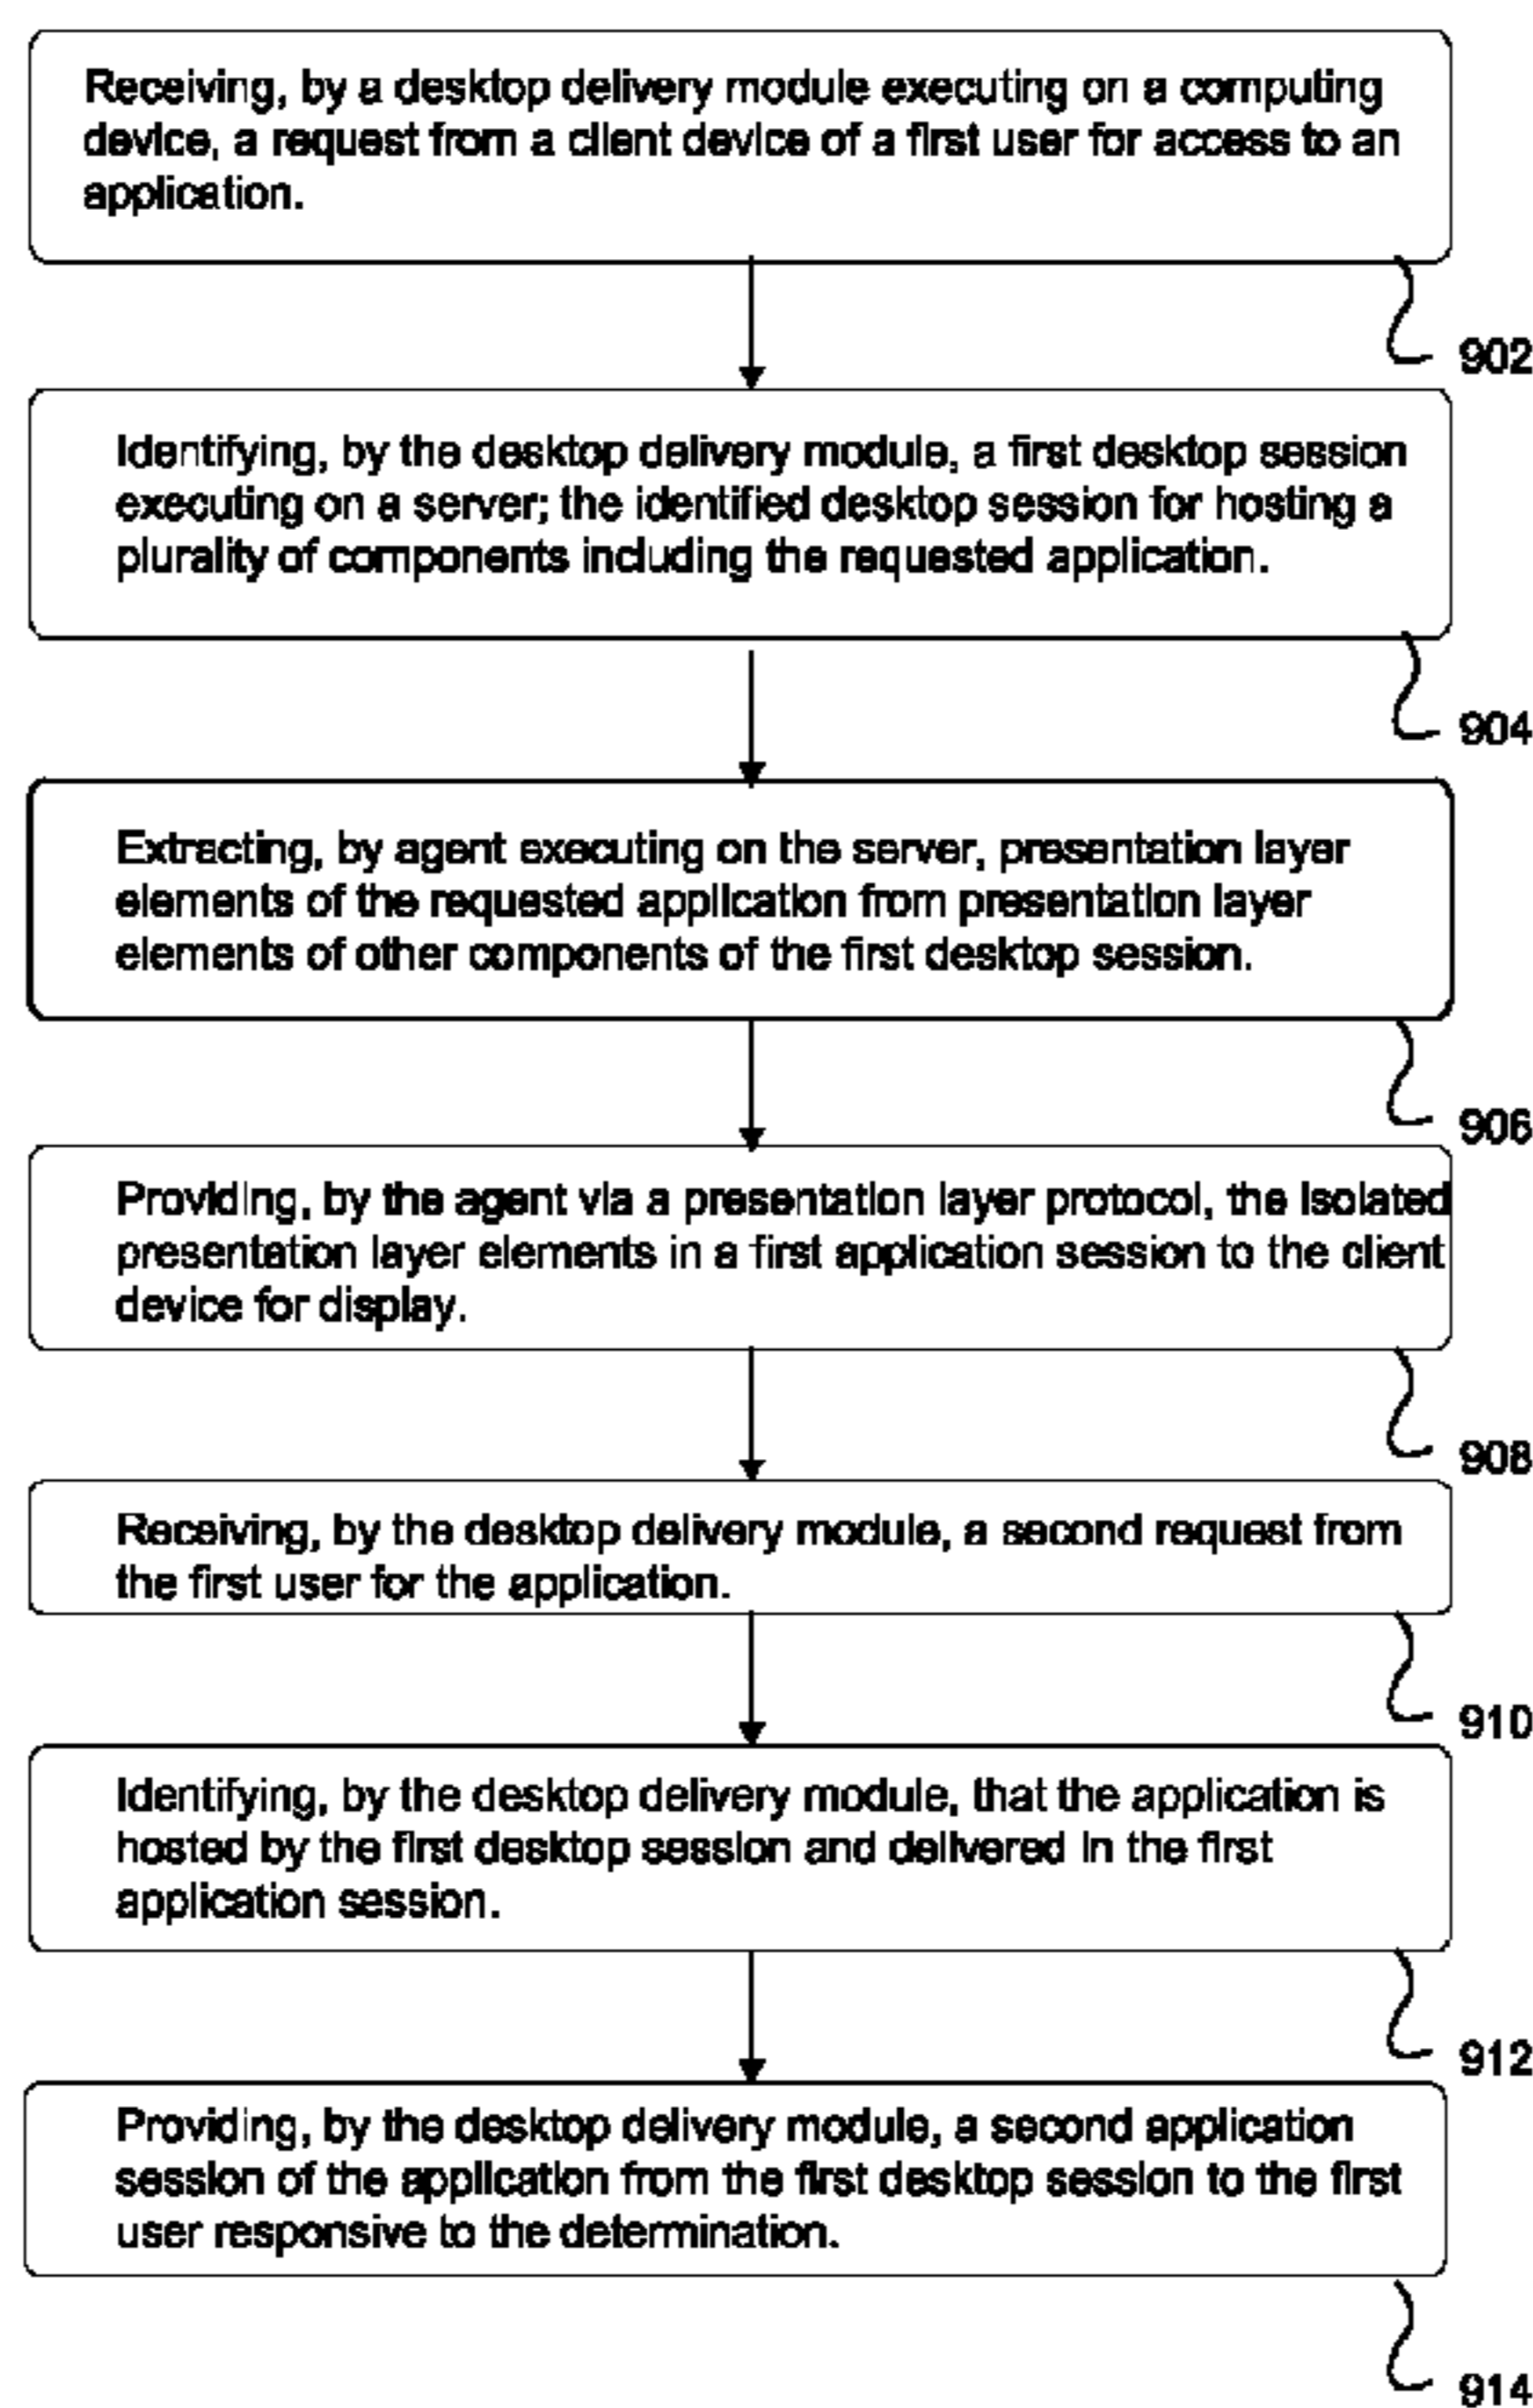 Receiving, by a desktop delivery module executing on a computing
device, a request from a client device of a first user for access to an
application.
902
Identifying, by the desktop delivery module, a first desktop session
executing on a server; the identified desktop session for hosting a
plurality of components including the requested application.
904
Extracting, by agent executing on the server, presentation layer
elements of the requested application from presentation layer
elements of other components of the first desktop session.
906
Providing, by the agent via a presentation layer protocol, the isolated
presentation layer elements in a first application session to the client
device for display.
908
Receiving, by the desktop delivery module, a second request from
the first user for the application.
910
Identifying, by the desktop delivery module, that the application is
hosted by the first desktop session and delivered in the first
application session.
912
Providing, by the desktop delivery module, a second application
session of the application from the first desktop session to the first
user responsive to the determination.
914